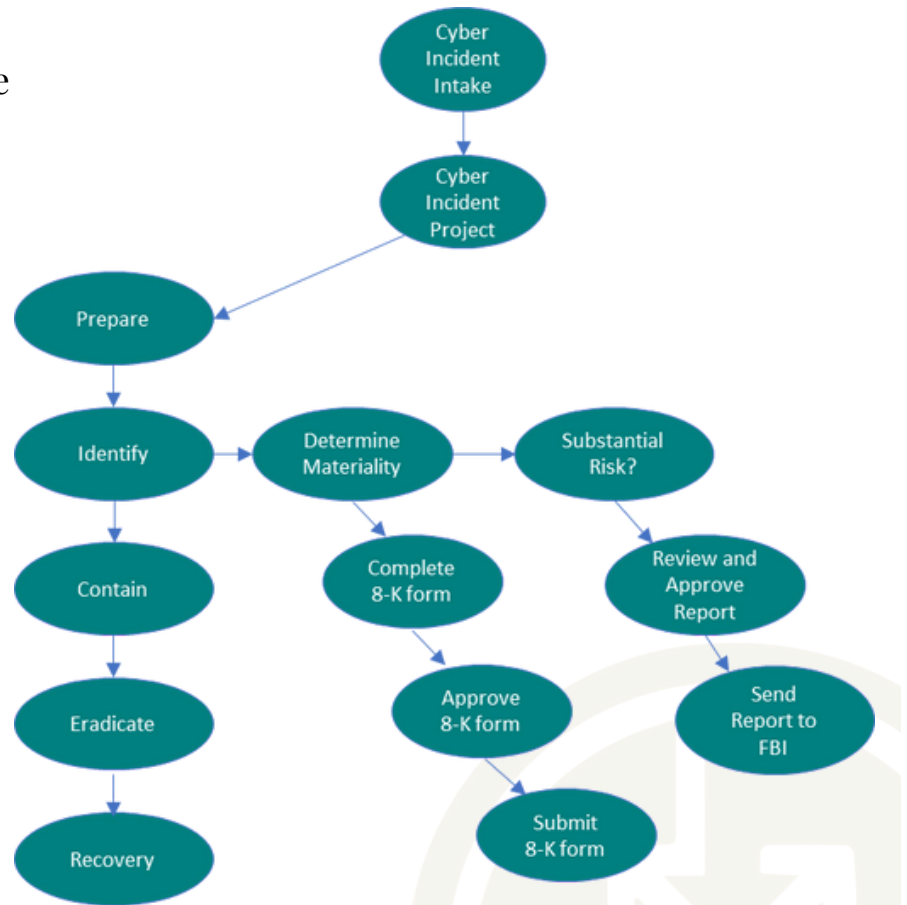 Cyber
Incident
Intake
e
Cyber
Incident
Project
Prepare
Identify
Determine
Materiality
Substantial
Risk?
Contain
Complete
8-K form
Review and
Approve
Report
Eradicate
Approve
8-K form
Send
Report to
FBI
Recovery
Submit
8-K form